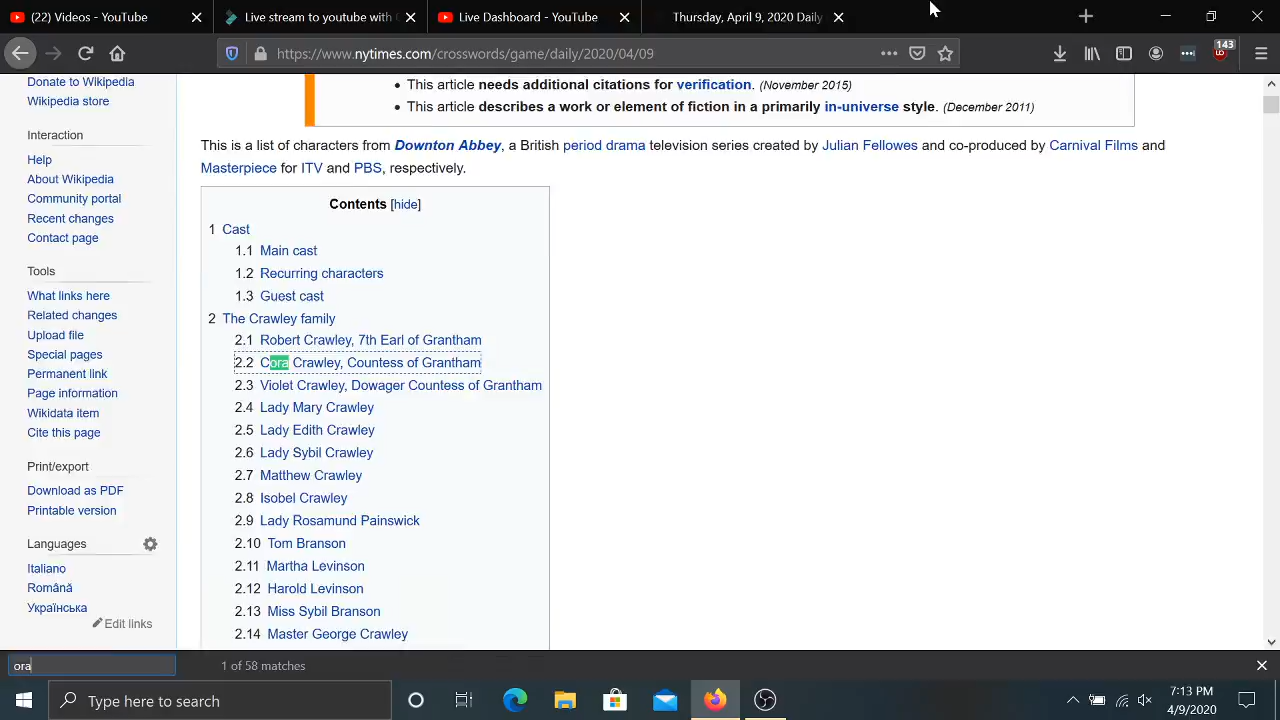 (22) Videos - YouTube
Live stream to youtube with
Live Dashboard - YouTube
Thursday, April 9, 2020 Daily
https://www.nytimes.com/crosswords/game/daily/2020/04/09
143
Donate to Wikipedia
Wikipedia store
Interaction
Help
About Wikipedia
Community portal
Recent changes
Contact page
Tools
What links here
Related changes
Upload file
Special pages
Permanent link
Page information
Wikidata item
Cite this page
Print/export
Download as PDF
Printable version
Languages
Italiano
Română
Українська
Edit links
• This article needs additional citations for verification. (November 2015)
• This article describes a work or element of fiction in a primarily in-universe style. (December 2011)
This is a list of characters from Downton Abbey, a British period drama television series created by Julian Fellowes and co-produced by Carnival Films and
Masterpiece for ITV and PBS, respectively.
Contents [hide]
1 Cast
1.1 Main cast
1.2 Recurring characters
1.3 Guest cast
2 The Crawley family
2.1 Robert Crawley, 7th Earl of Grantham
2.2 Cora Crawley, Countess of Grantham
2.3 Violet Crawley, Dowager Countess of Grantham
2.4 Lady Mary Crawley
2.5 Lady Edith Crawley
2.6 Lady Sybil Crawley
2.7 Matthew Crawley
2.8 Isobel Crawley
2.9 Lady Rosamund Painswick
2.10 Tom Branson
2.11 Martha Levinson
2.12 Harold Levinson
2.13 Miss Sybil Branson
2.14 Master George Crawley
ora
1 of 58 matches
Type here to search
7:13 PM
4/9/2020